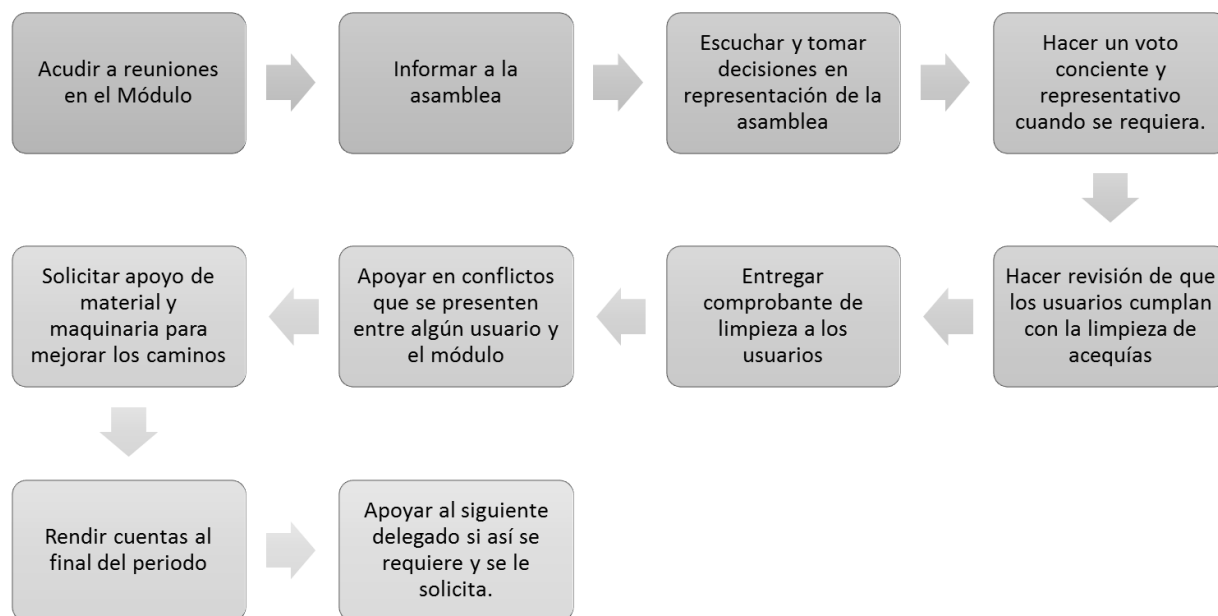 Acudir a reuniones
en el Módulo
Informar a la
asamblea
Escuchar y tomar
decisiones en
representación de la
asamblea
Hacer un voto
conciente y
representativo
cuando se requiera.
Hacer revisión de que
los usuarios cumplan
con la limpieza de
acequías
Entregar
comprobante de
limpieza a los
usuarios
Apoyar en conflictos
que se presenten
entre algún usuario y
el módulo
Solicitar apoyo de
material y
maquinaria para
mejorar los caminos
Rendir cuentas al
final del periodo
Apoyar al siguiente
delegado si así se
requiere y se le
solicita.